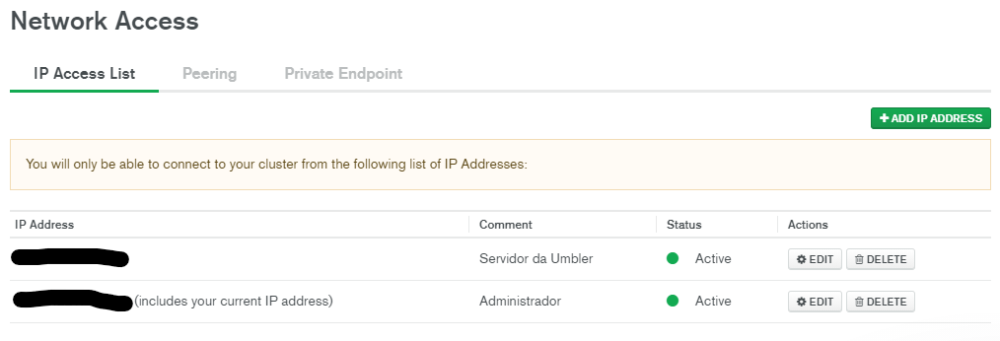 Network Access
IP Access List Peering Private Endpoint
+ ADD IP ADDRESS
You will only be able to connect to your cluster from the following list of IP Addresses:
IP Address Comment Status Actions
Servidor da Umbler Active EDIT DELETE
(includes your current IP address) Administrador Active EDIT DELETE